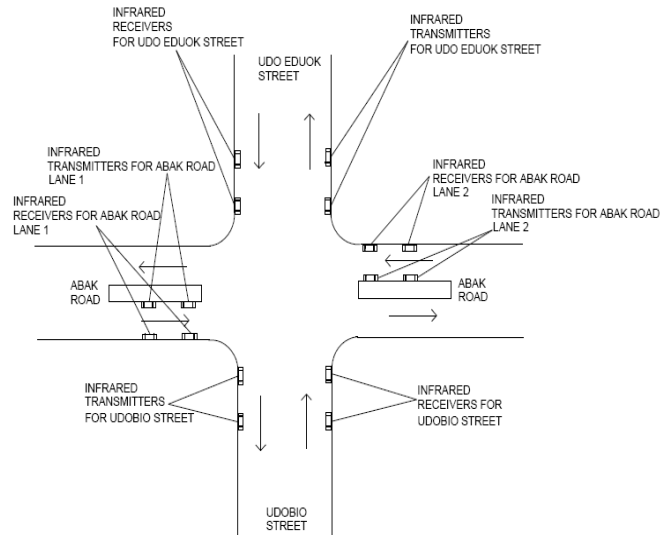 INFRARED
RECEIVERS
FOR UDO EDUOK STREET
INFRARED
TRANSMITTERS
FOR UDO EDUOK STREET
UDO EDUOK
STREET
INFRARED
TRANSMITTERS FOR ABAK ROAD
LANE 1
INFRARED
RECEIVERS FOR ABAK ROAD
LANE 1
INFRARED
RECEIVERS FOR ABAK ROAD
LANE 2
INFRARED
TRANSMITTERS FOR ABAK ROAD
LANE 2
ABAK
ROAD
ABAK
ROAD
INFRARED
TRANSMITTERS
FOR UDOBIO STREET
INFRARED
RECEIVERS FOR
UDOBIO STREET
UDOBIO
STREET